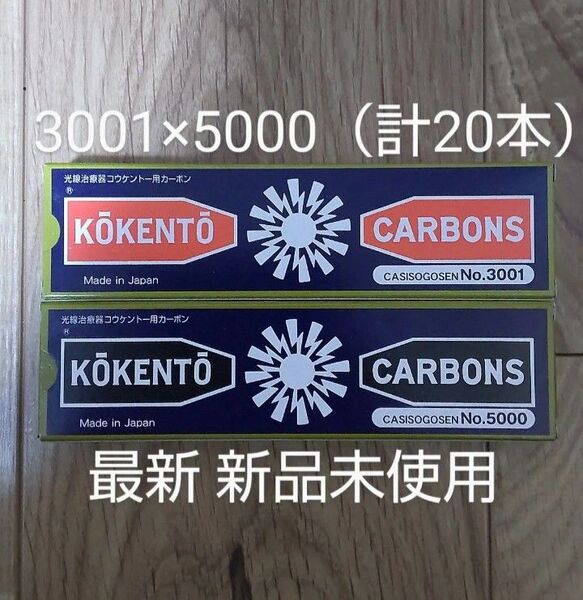 3001×5000（計20本）
光線治療器コウケントー用カーボン
®
KŌKENTŌ
CARBONS
Made in Japan
CASISOGOSEN No.3001
光線治療器コウケントー用カーボン
®
KŌKENTŌ
CARBONS
Made in Japan
CASISOGOSEN No.5000
最新 新品未使用